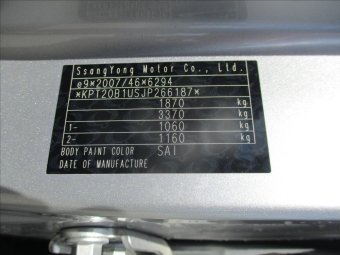 SsangYong Motor Co., Ltd.
e9*2007/46*6294
*KPT20B1USJP266187*
1870 kg
3370 kg
1- 1060 kg
2- 1160 kg
BODY PAINT COLOR SAI
DATE OF MANUFACTURE